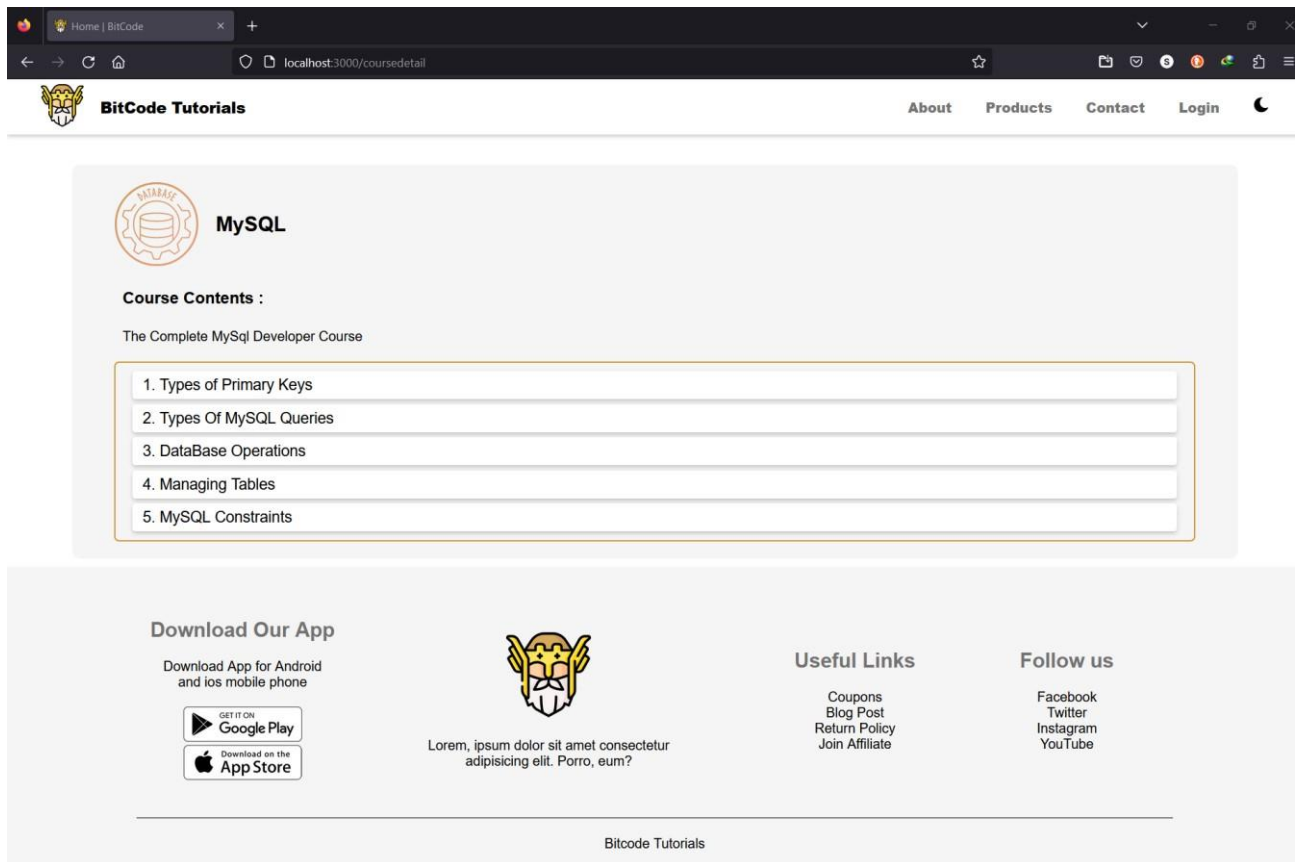 Home | BitCode
localhost:3000/coursedetail
S
BitCode Tutorials
About Products Contact Login
DATABASE
MySQL
Course Contents :
The Complete MySql Developer Course
1. Types of Primary Keys
2. Types Of MySQL Queries
3. DataBase Operations
4. Managing Tables
5. MySQL Constraints
Download Our App
Download App for Android
and ios mobile phone
GET IT ON
Google Play
Download on the
App Store
Lorem, ipsum dolor sit amet consectetur
adipisicing elit. Porro, eum?
Useful Links
Coupons
Blog Post
Return Policy
Join Affiliate
Follow us
Facebook
Twitter
Instagram
YouTube
Bitcode Tutorials